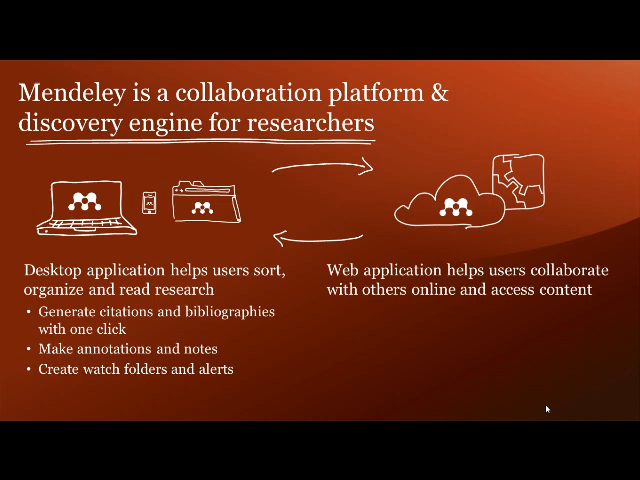 Mendeley is a collaboration platform &
discovery engine for researchers
Desktop application helps users sort,
organize and read research
• Generate citations and bibliographies
with one click
• Make annotations and notes
• Create watch folders and alerts
Web application helps users collaborate
with others online and access content